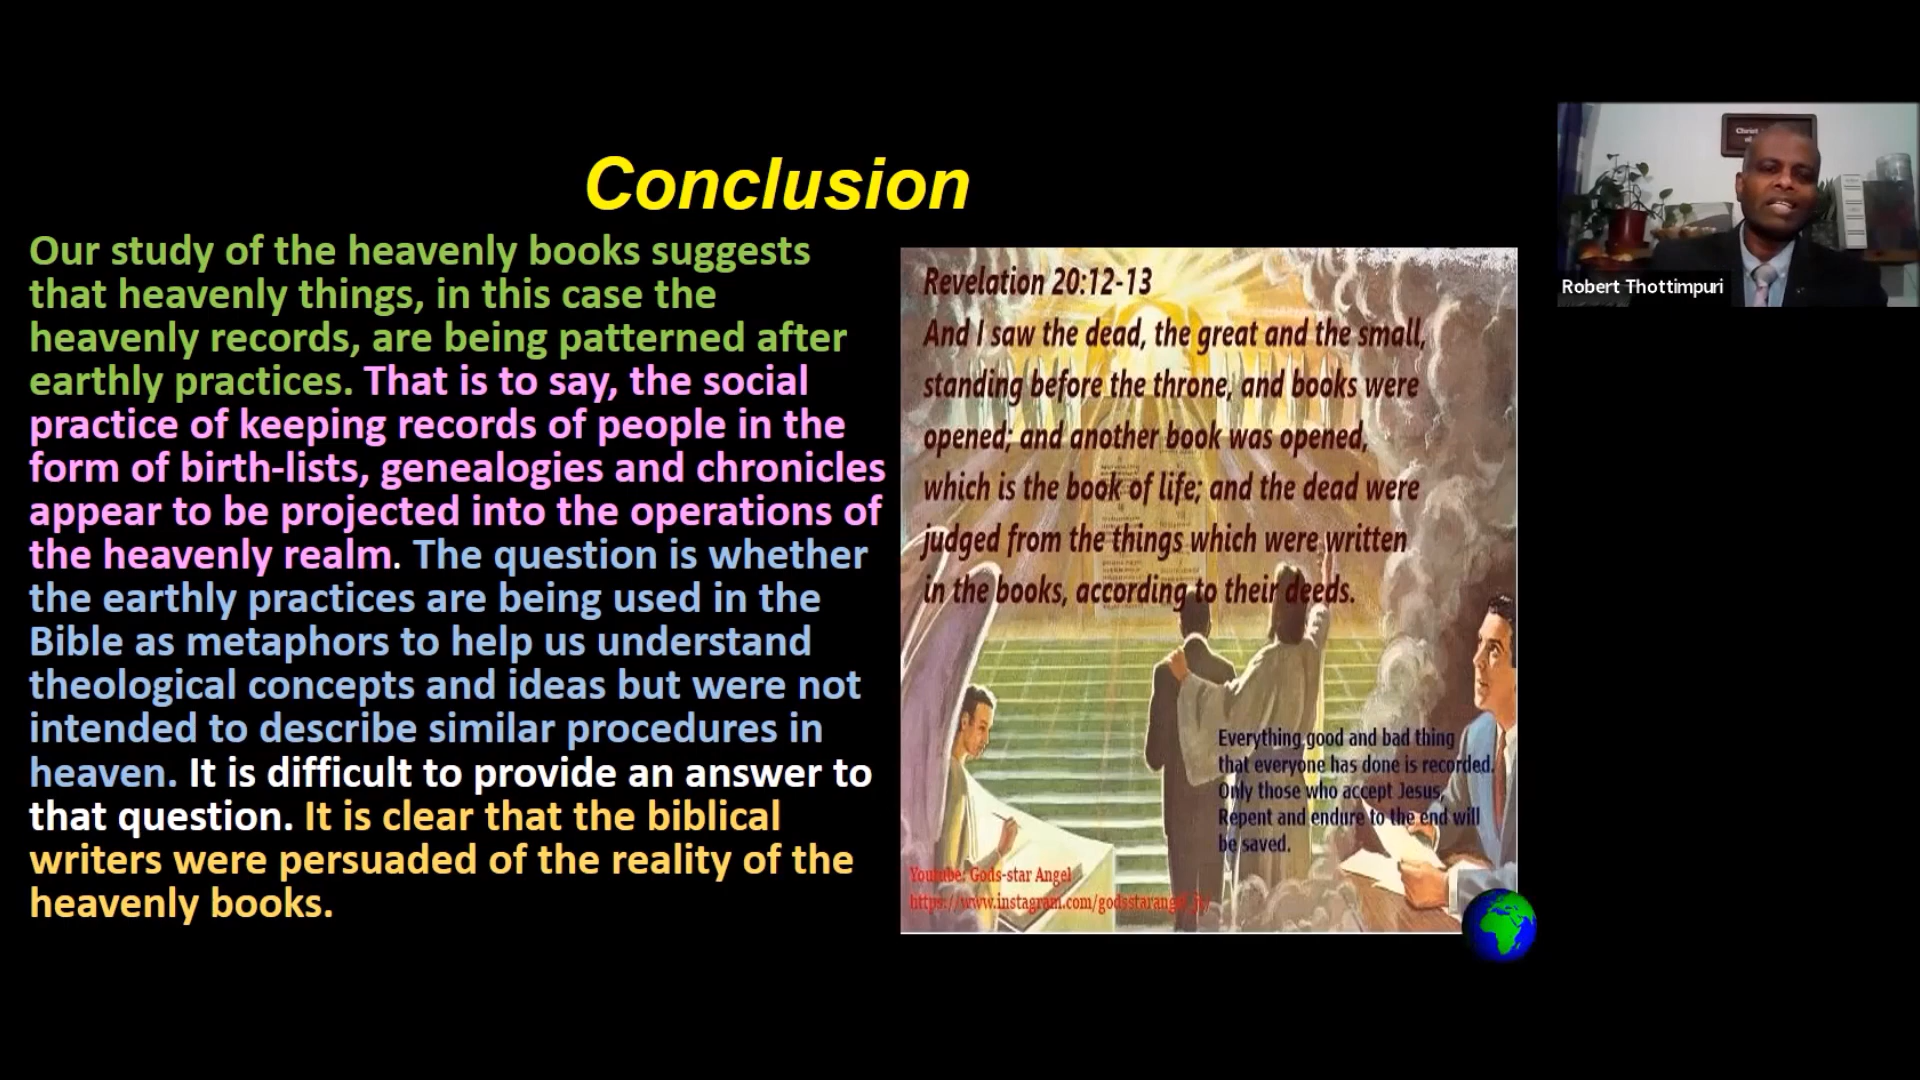 Conclusion
Our study of the heavenly books suggests
that heavenly things, in this case the
heavenly records, are being patterned after
earthly practices. That is to say, the social
practice of keeping records of people in the
form of birth-lists, genealogies and chronicles
appear to be projected into the operations of
the heavenly realm. The question is whether
the earthly practices are being used in the
Bible as metaphors to help us understand
theological concepts and ideas but were not
intended to describe similar procedures in
heaven. It is difficult to provide an answer to
that question. It is clear that the biblical
writers were persuaded of the reality of the
heavenly books.
Revelation 20:12-13
And I saw the dead, the great and the small,
standing before the throne, and books were
opened; and another book was opened,
which is the book of life; and the dead were
judged from the things which were written
in the books, according to their deeds.
Everything good and bad thing
that everyone has done is recorded.
Only those who accept Jesus,
Repent and endure to the end will
be saved.
Youtube: Gods-star Angel
Christ
Robert Thottimpuri